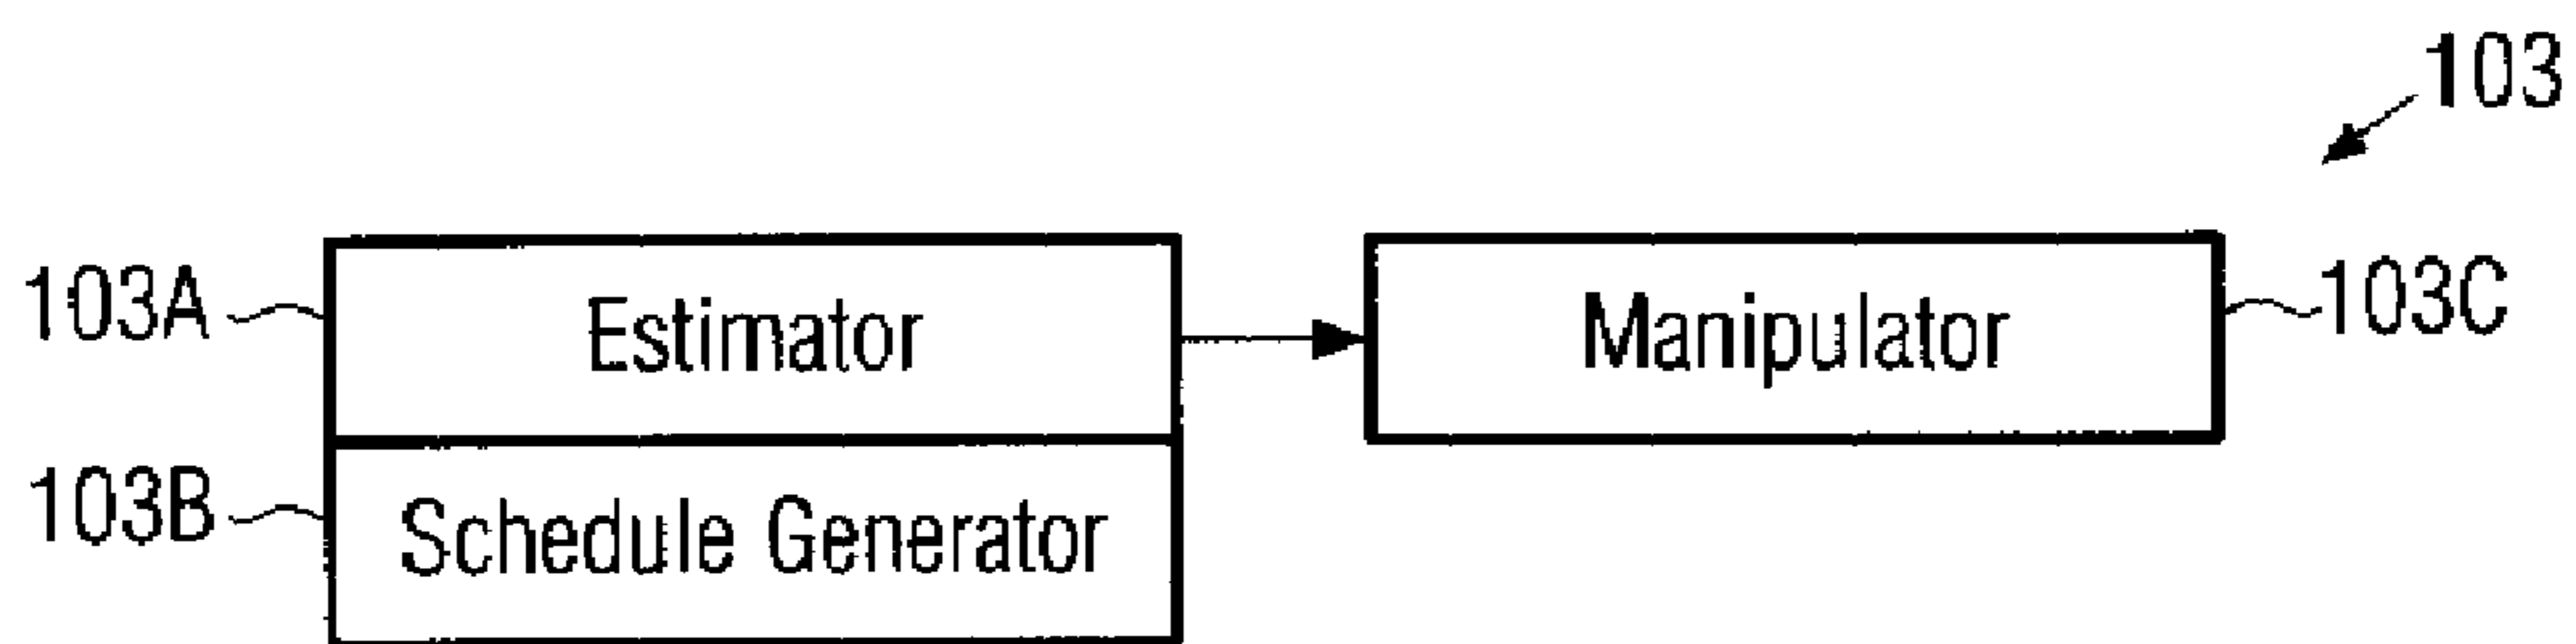 103
103A
Estimator
Manipulator
103C
103B
Schedule Generator